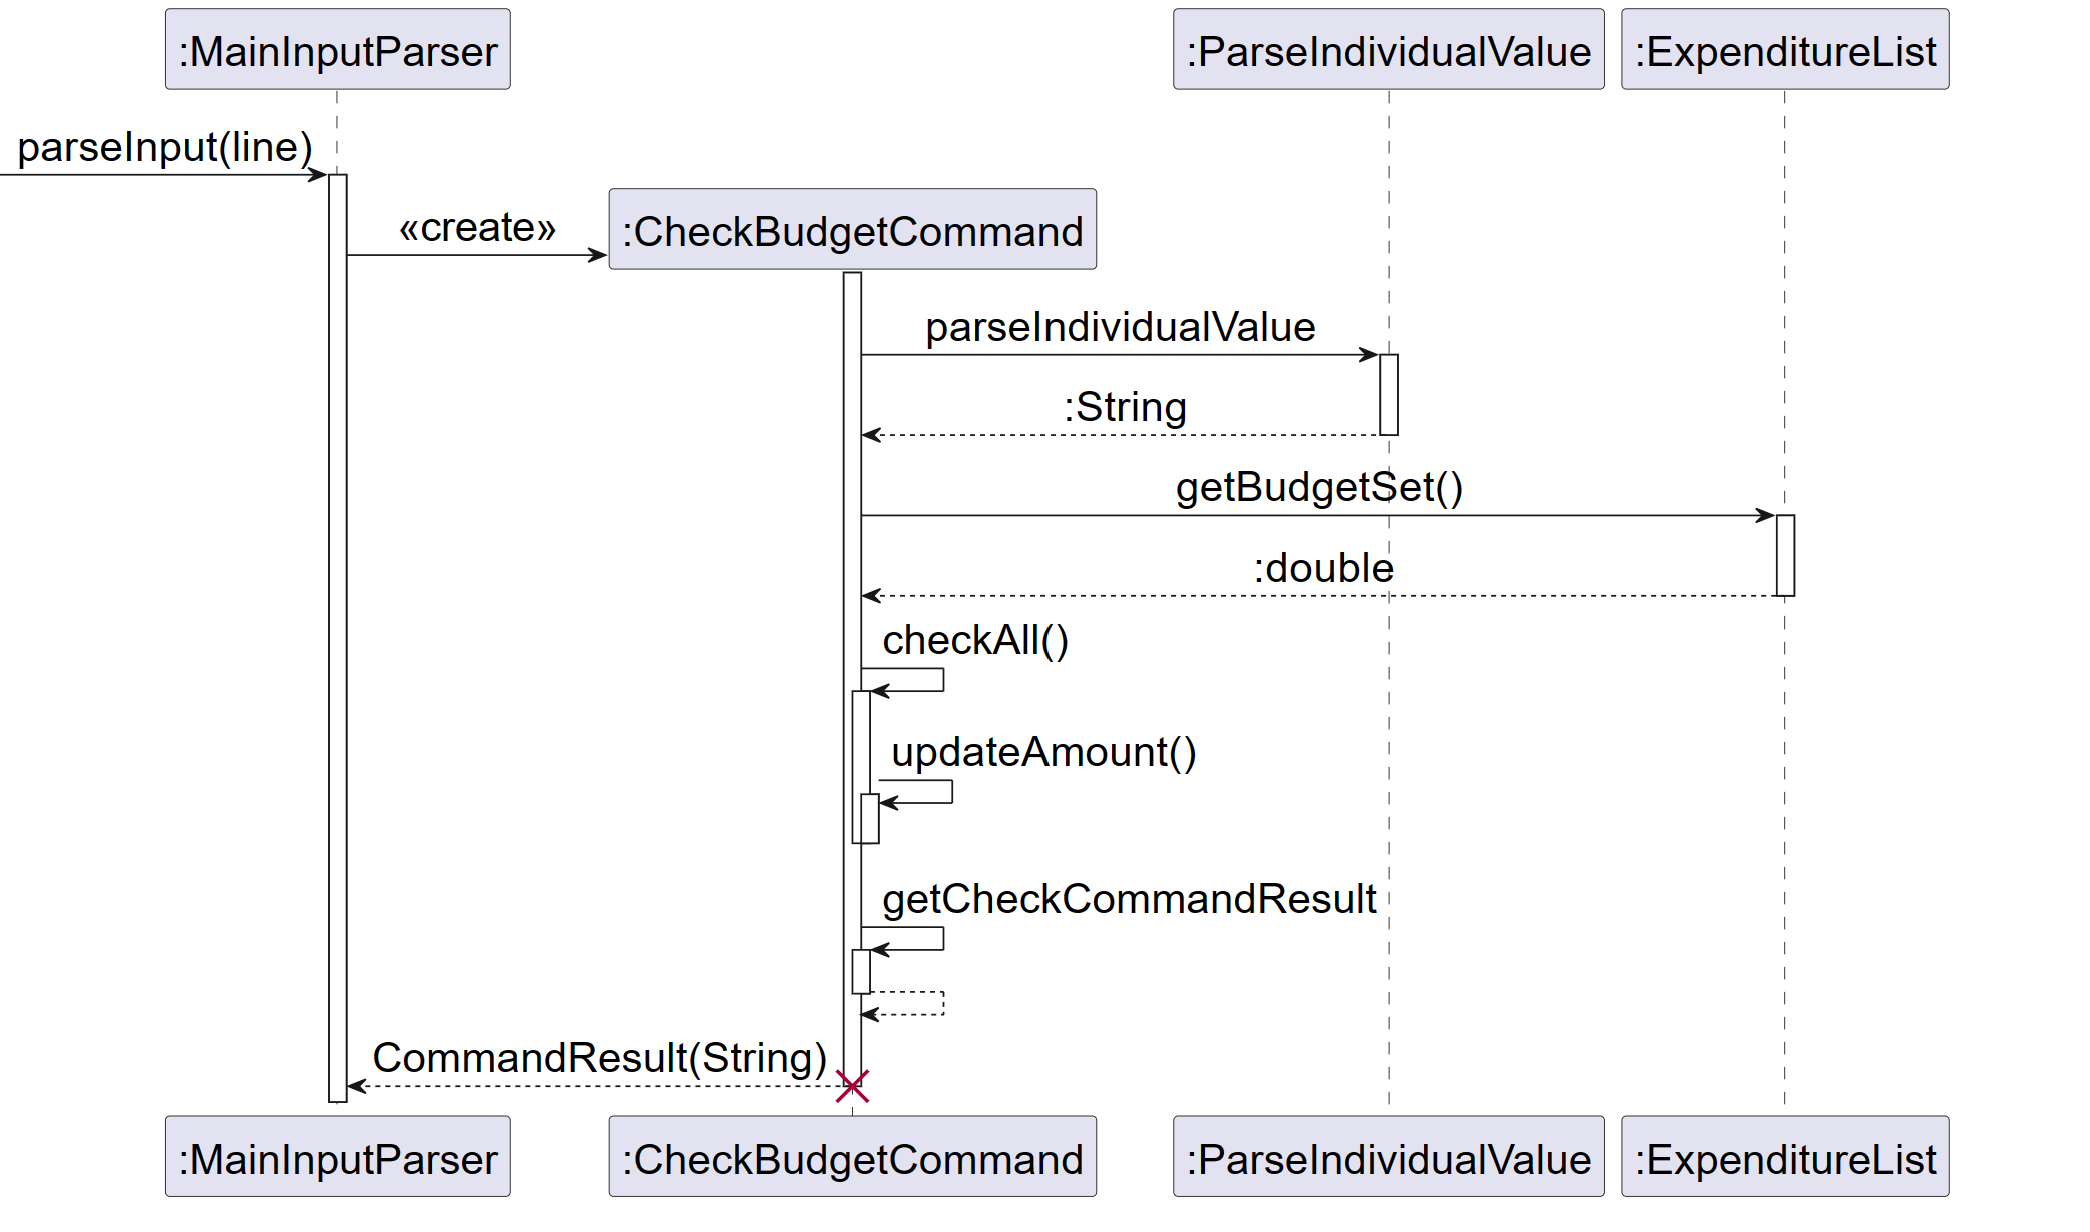 :MainInputParser
:ParseIndividualValue
:ExpenditureList
parseInput(line)
«create»
:CheckBudgetCommand
parseIndividualValue
:String
getBudgetSet()
:double
checkAll()
updateAmount()
getCheckCommandResult
CommandResult(String)
:MainInputParser
:CheckBudgetCommand
:ParseIndividualValue
:ExpenditureList